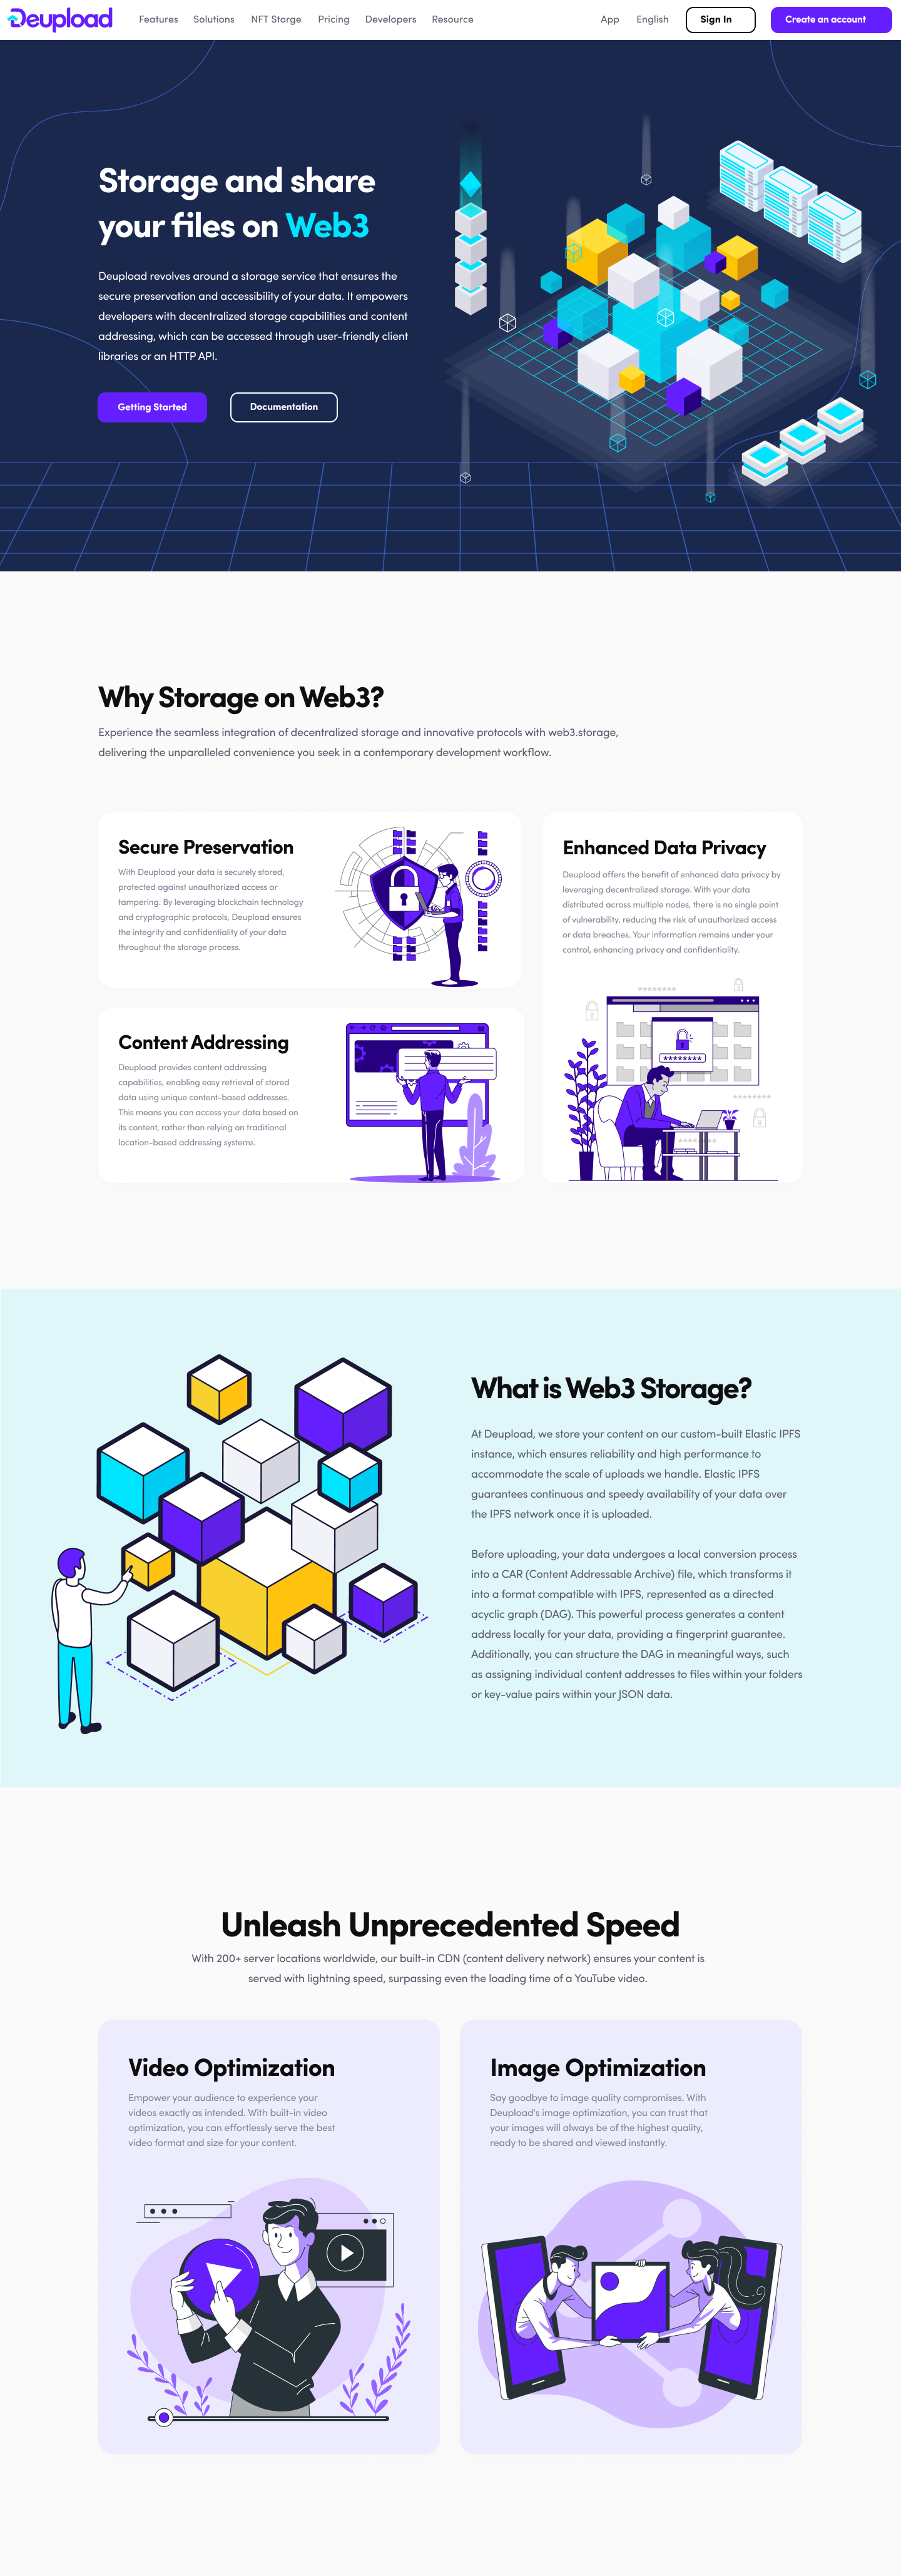 Deupload
Features Solutions NFT Storge Pricing Developers Resource App English Sign In Create an account
Storage and share
your files on Web3
Deupload revolves around a storage service that ensures the
secure preservation and accessibility of your data. It empowers
developers with decentralized storage capabilities and content
addressing, which can be accessed through user-friendly client
libraries or an HTTP API.
Getting Started Documentation
Why Storage on Web3?
Experience the seamless integration of decentralized storage and innovative protocols with web3.storage,
delivering the unparalleled convenience you seek in a contemporary development workflow.
Secure Preservation
With Deupload your data is securely stored,
protected against unauthorized access or
tampering. By leveraging blockchain technology
and cryptographic protocols, Deupload ensures
the integrity and confidentiality of your data
throughout the storage process.
Enhanced Data Privacy
Deupload offers the benefit of enhanced data privacy by
leveraging decentralized storage. With your data
distributed across multiple nodes, there is no single point
of vulnerability, reducing the risk of unauthorized access
or data breaches. Your information remains under your
control, enhancing privacy and confidentiality.
Content Addressing
Deupload provides content addressing
capabilities, enabling easy retrieval of stored
data using unique content-based addresses.
This means you can access your data based on
its content, rather than relying on traditional
location-based addressing systems.
What is Web3 Storage?
At Deupload, we store your content on our custom-built Elastic IPFS
instance, which ensures reliability and high performance to
accommodate the scale of uploads we handle. Elastic IPFS
guarantees continuous and speedy availability of your data over
the IPFS network once it is uploaded.
Before uploading, your data undergoes a local conversion process
into a CAR (Content Addressable Archive) file, which transforms it
into a format compatible with IPFS, represented as a directed
acyclic graph (DAG). This powerful process generates a content
address locally for your data, providing a fingerprint guarantee.
Additionally, you can structure the DAG in meaningful ways, such
as assigning individual content addresses to files within your folders
or key-value pairs within your JSON data.
Unleash Unprecedented Speed
With 200+ server locations worldwide, our built-in CDN (content delivery network) ensures your content is
served with lightning speed, surpassing even the loading time of a YouTube video.
Video Optimization
Empower your audience to experience your
videos exactly as intended. With built-in video
optimization, you can effortlessly serve the best
video format and size for your content.
Image Optimization
Say goodbye to image quality compromises. With
Deupload's image optimization, you can trust that
your images will always be of the highest quality,
ready to be shared and viewed instantly.